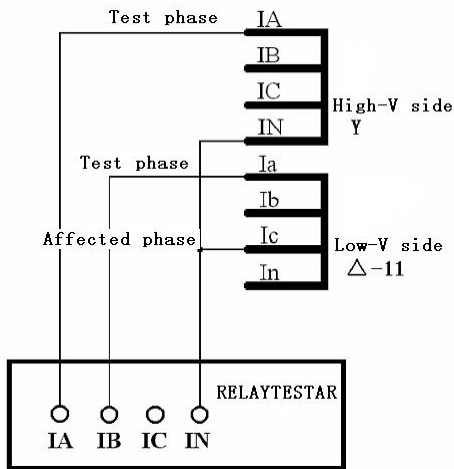 Test phase
IA
IB
IC
IN
High-V side
Y
Test phase
Ia
Ib
Affected phase
Ic
Low-V side
△-11
In
RELAYTESTAR
IA IB IC IN